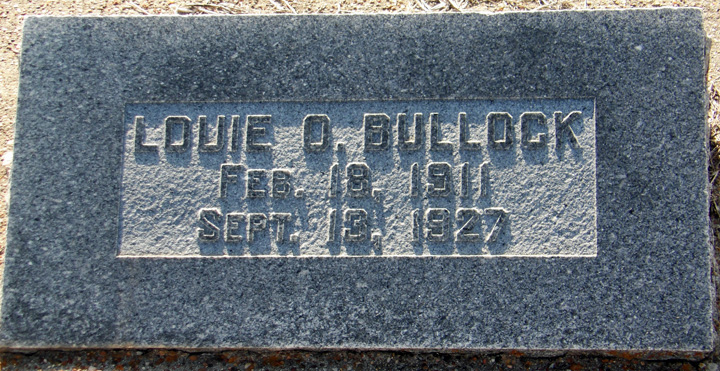 LOUIE O. BULLOCK
FEB. 18, 1911
SEPT. 13, 1927